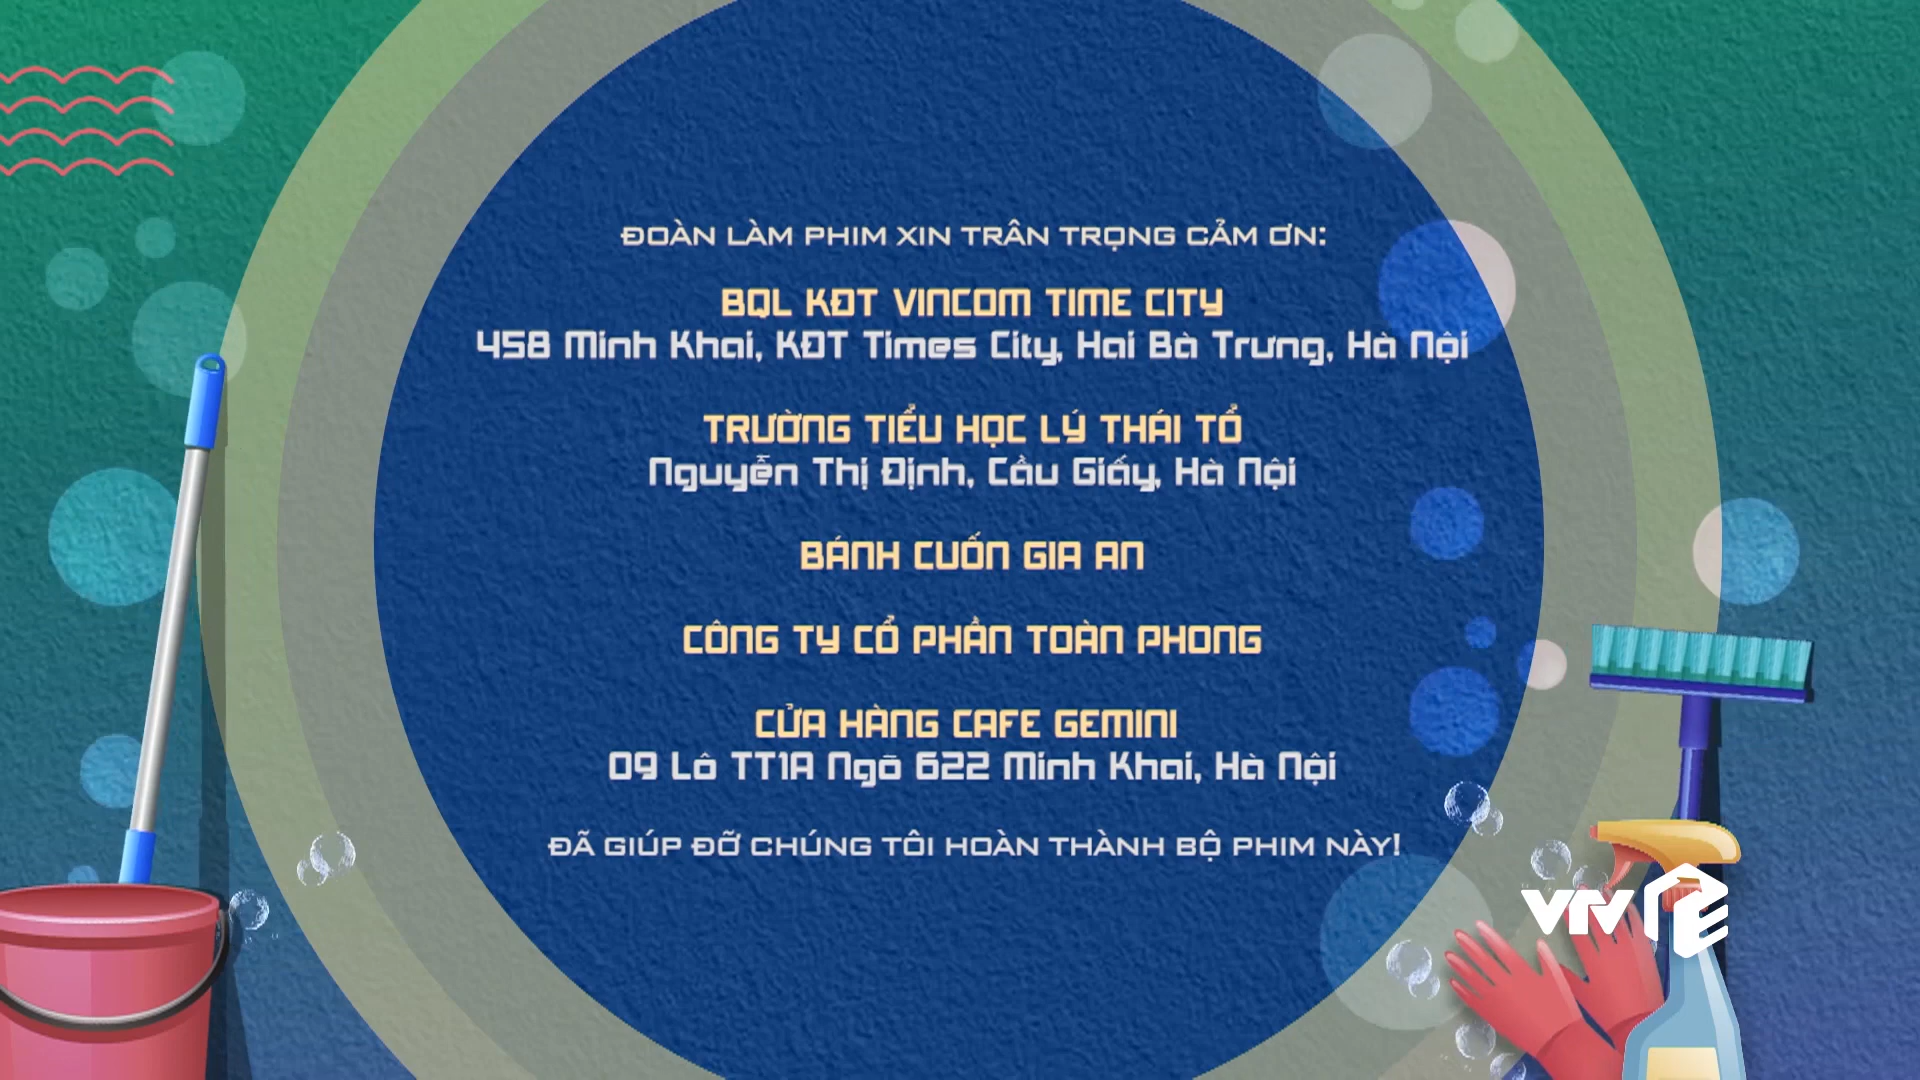 ĐOÀN LÀM PHIM XIN TRÂN TRỌNG CẢM ƠN:
BQL KĐT VINCOM TIME CITY
458 Minh Khai, KĐT Times City, Hai Bà Trưng, Hà Nội
TRƯỜNG TIỂU HỌC LÝ THÁI TỔ
Nguyễn Thị Định, Cầu Giấy, Hà Nội
BÁNH CUỐN GIA AN
CÔNG TY CỔ PHẦN TOÀN PHONG
CỬA HÀNG CAFE GEMINI
09 Lô TT1A Ngõ 622 Minh Khai, Hà Nội
ĐÃ GIÚP ĐỠ CHÚNG TÔI HOÀN THÀNH BỘ PHIM NÀY!
VTV